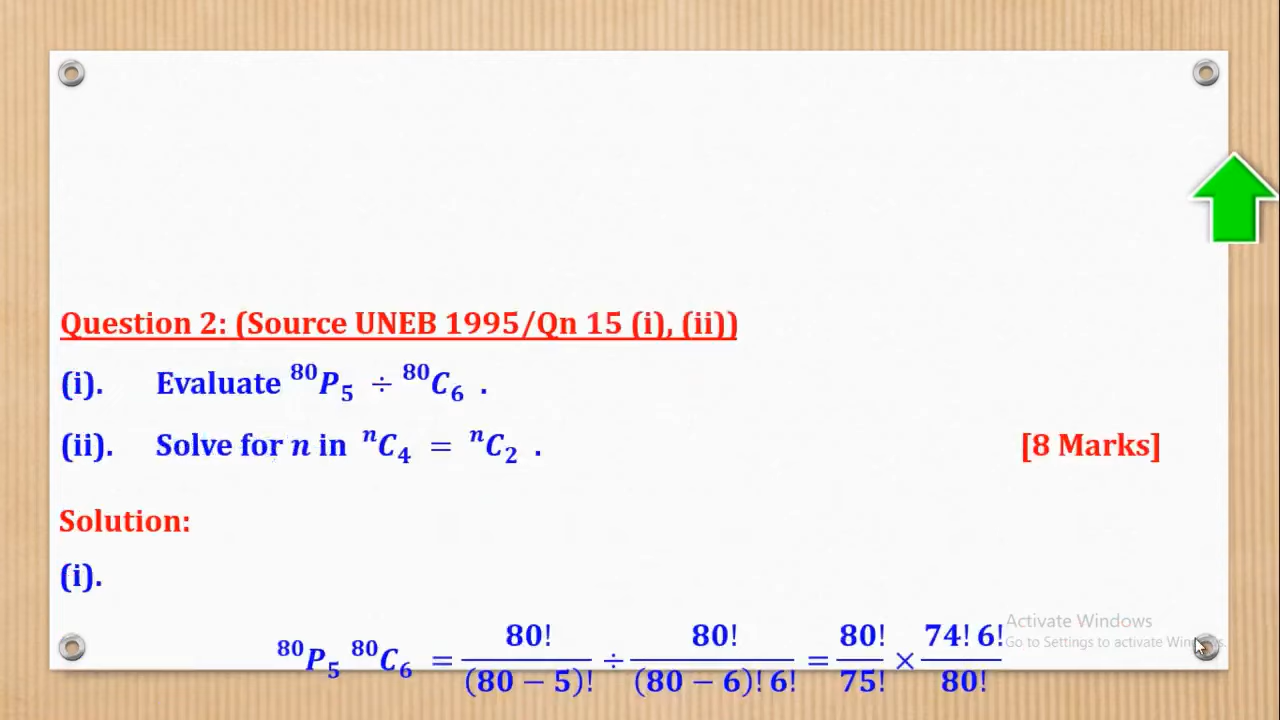 Question 2: (Source UNEB 1995/Qn 15 (i), (ii))
(i). Evaluate ⁸⁰P₅ ÷ ⁸⁰C₆ .
(ii). Solve for n in ⁿC₄ = ⁿC₂ . [8 Marks]
Solution:
(i).
⁸⁰P₅ ⁸⁰C₆ = 80!/(80 − 5)! ÷ 80!/(80 − 6)! 6! = 80!/75! × 74! 6!/80!
Activate Windows
Go to Settings to activate Windows.